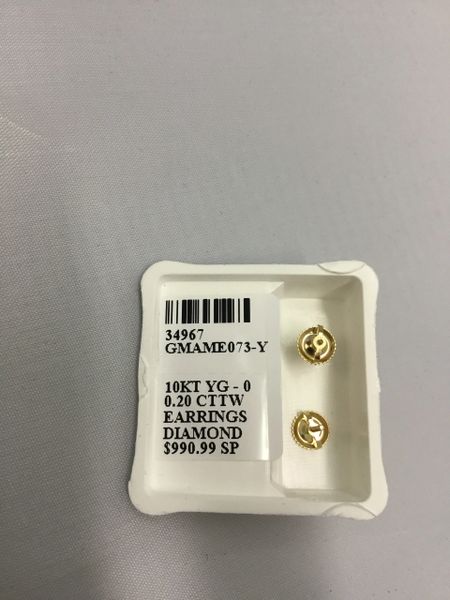 34967
GMAME073-Y
10KT YG - 0
0.20 CTTW
EARRINGS
DIAMOND
$990.99 SP